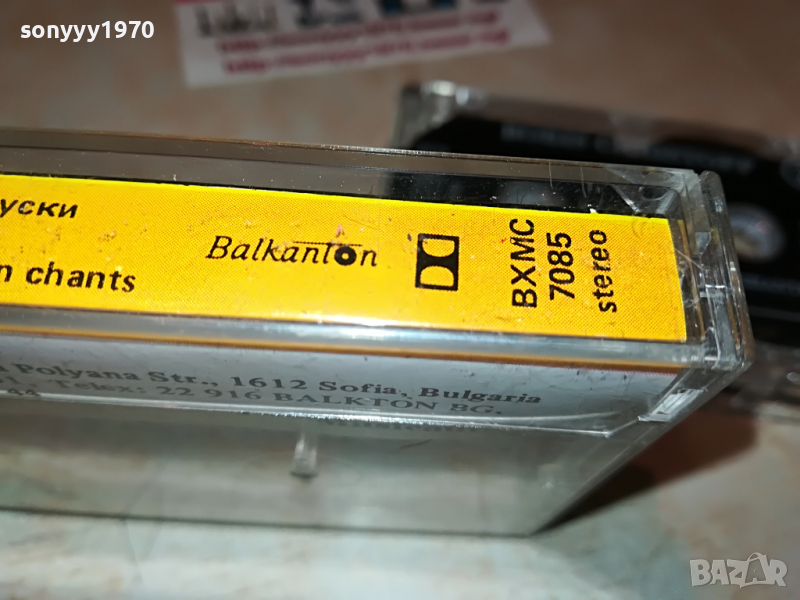 sonyyy1970
уски
n chants
Balkanton
BXMC
7085
stereo
Polyana Str., 1612 Sofia, Bulgaria
Telex: 22 916 BALKTON BG.
BAZAR